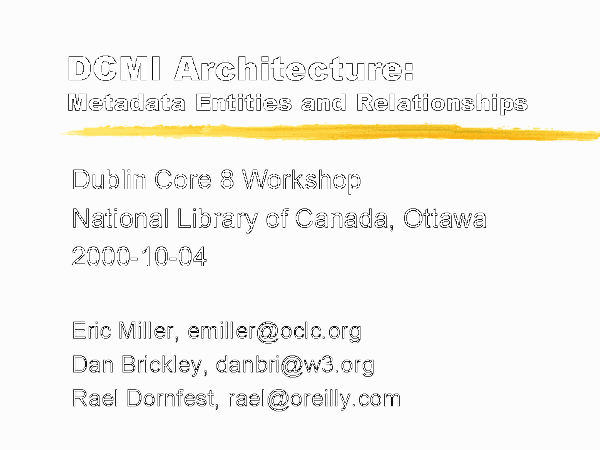 DCMI Architecture:
Metadata Entities and Relationships
Dublin Core 8 Workshop
National Library of Canada, Ottawa
2000-10-04
Eric Miller, emiller@oclc.org
Dan Brickley, danbri@w3.org
Rael Dornfest, rael@oreilly.com